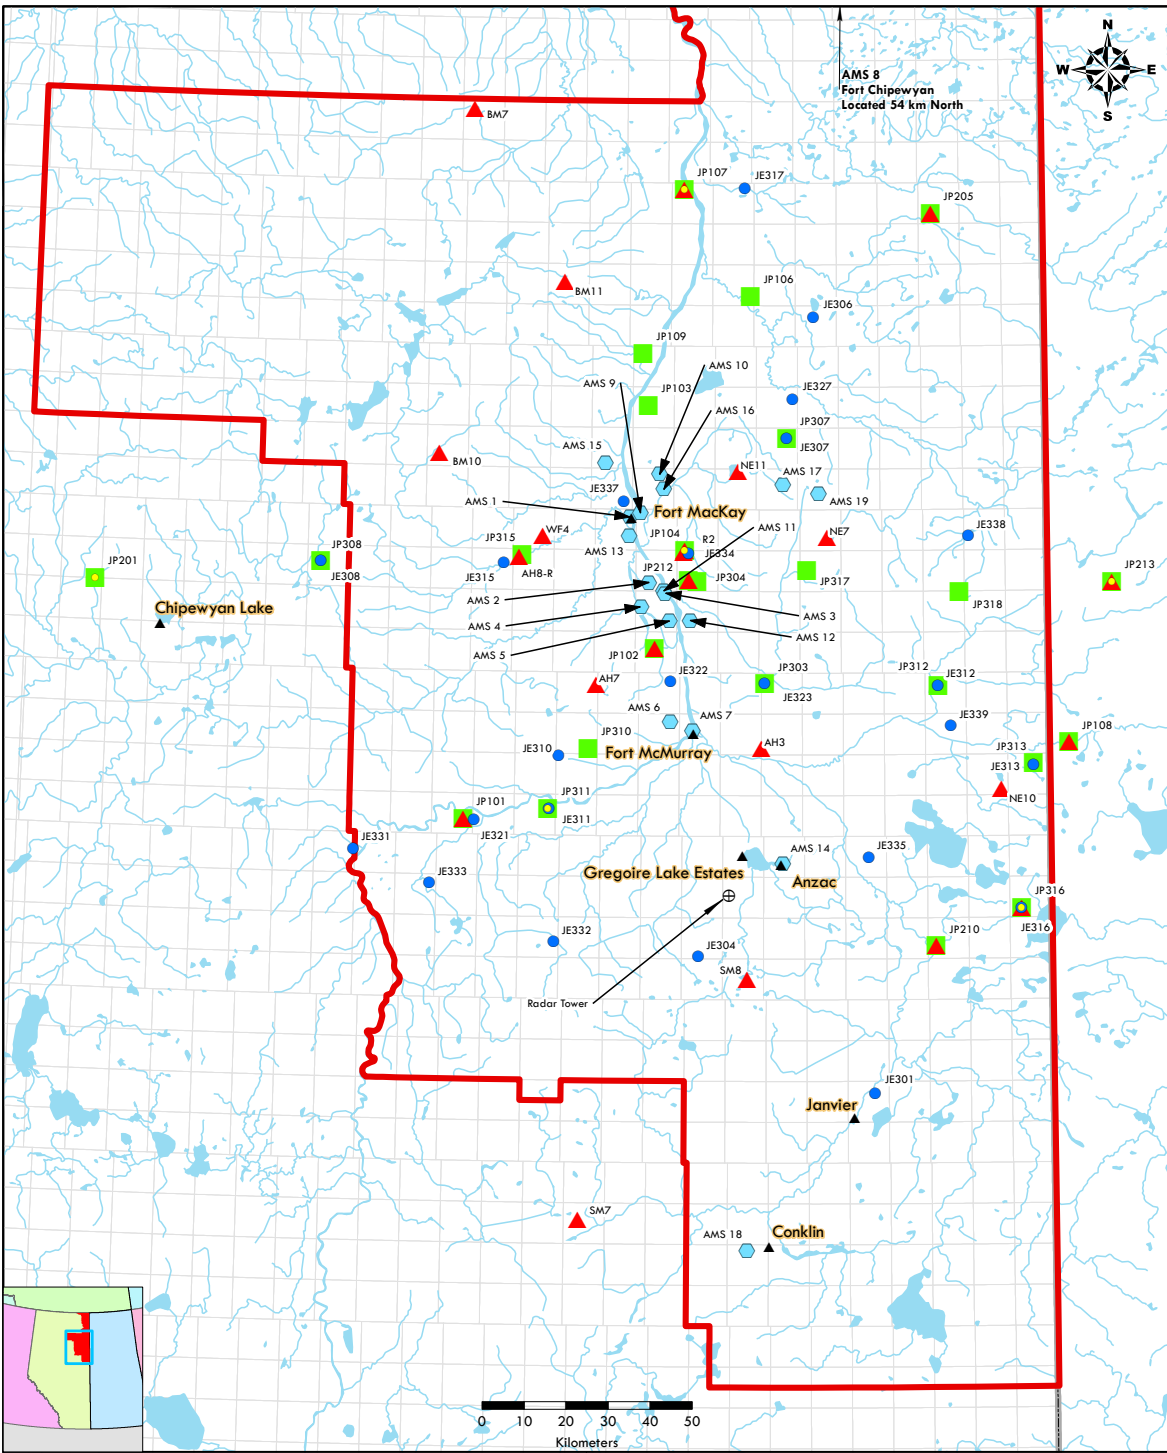 N
W
E
S
AMS 8
Fort Chipewyan
Located 54 km North
BM7
JP107
JE317
JP205
BM11
JP106
JE306
JP109
AMS 10
AMS 9
JP103
JE327
AMS 16
JP307
JE307
AMS 15
BM10
NE11
AMS 17
JE337
AMS 19
AMS 1
Fort MacKay
AMS 11
WF4
JP104
R2
NE7
JE338
JP315
JP308
AMS 13
JE334
JP201
JE315
JP212
JP304
JP317
JP213
AH8-R
JE308
AMS 2
JP318
Chipewyan Lake
AMS 3
AMS 4
AMS 12
AMS 5
JP102
JE322
JP303
JE323
JP312
JE312
AH7
AMS 6
AMS 7
JE339
JP108
JP310
AH3
JE310
Fort McMurray
JP313
JE313
NE10
JP101
JP311
JE311
JE321
JE331
AMS 14
JE335
Gregoire Lake Estates
Anzac
JE333
JP316
JE316
JE332
JP210
JE304
SM8
Radar Tower
JE301
Janvier
SM7
AMS 18
Conklin
0 10 20 30 40 50
Kilometers